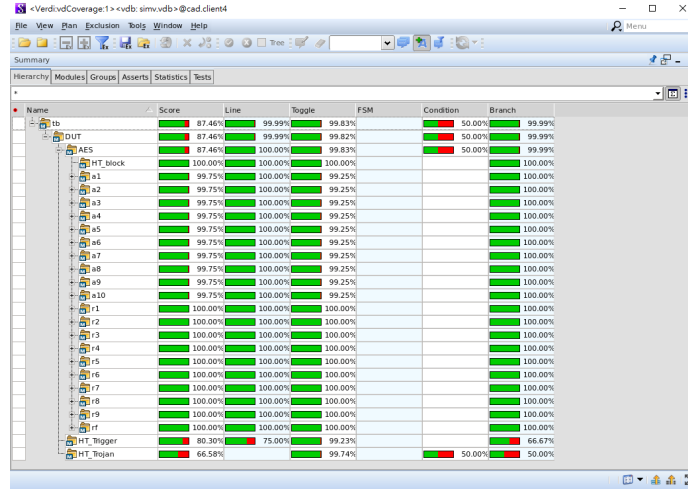 <Verdi:vdCoverage:1><vdb: simv.vdb>@cad.client4
File View Plan Exclusion Tools Window Help Menu
Tree
Summary
Hierarchy Modules Groups Asserts Statistics Tests
*
Name Score Line Toggle FSM Condition Branch
tb 87.46% 99.99% 99.83% 50.00% 99.99%
DUT 87.46% 99.99% 99.82% 50.00% 99.99%
AES 87.46% 100.00% 99.83% 50.00% 99.99%
HT_block 100.00% 100.00% 100.00% 100.00%
a1 99.75% 100.00% 99.25% 100.00%
a2 99.75% 100.00% 99.25% 100.00%
a3 99.75% 100.00% 99.25% 100.00%
a4 99.75% 100.00% 99.25% 100.00%
a5 99.75% 100.00% 99.25% 100.00%
a6 99.75% 100.00% 99.25% 100.00%
a7 99.75% 100.00% 99.25% 100.00%
a8 99.75% 100.00% 99.25% 100.00%
a9 99.75% 100.00% 99.25% 100.00%
a10 99.75% 100.00% 99.25% 100.00%
r1 100.00% 100.00% 100.00% 100.00%
r2 100.00% 100.00% 100.00% 100.00%
r3 100.00% 100.00% 100.00% 100.00%
r4 100.00% 100.00% 100.00% 100.00%
r5 100.00% 100.00% 100.00% 100.00%
r6 100.00% 100.00% 100.00% 100.00%
r7 100.00% 100.00% 100.00% 100.00%
r8 100.00% 100.00% 100.00% 100.00%
r9 100.00% 100.00% 100.00% 100.00%
rf 100.00% 100.00% 100.00% 100.00%
HT_Trigger 80.30% 75.00% 99.23% 66.67%
HT_Trojan 66.58% 99.74% 50.00% 50.00%